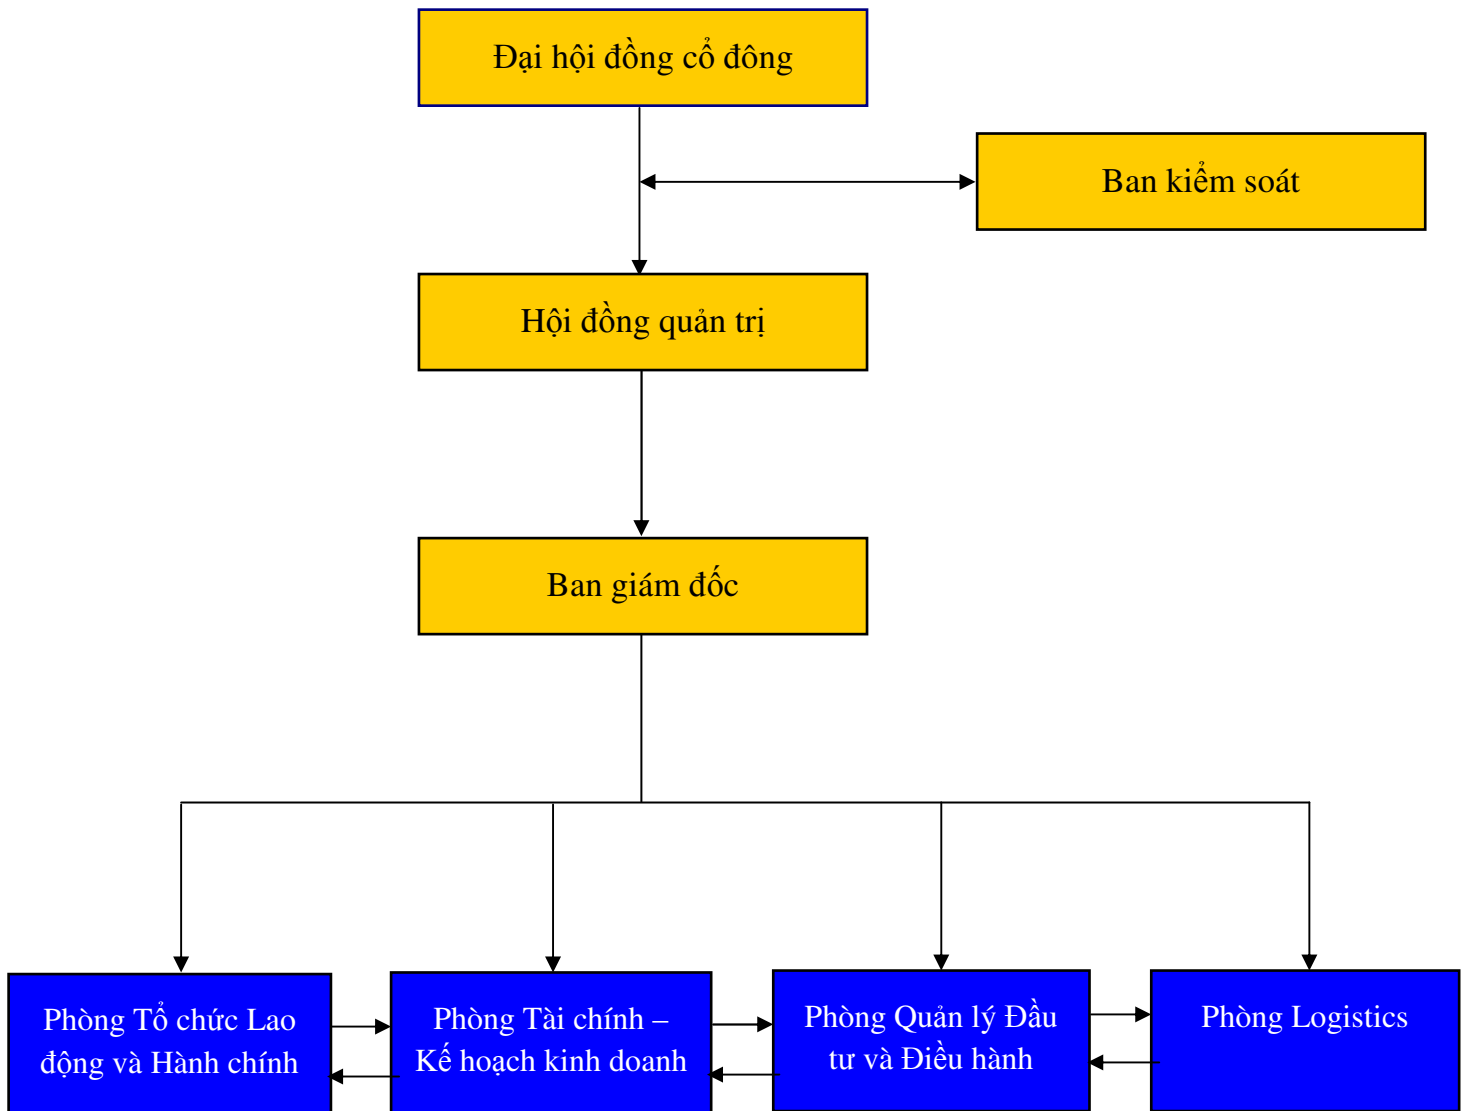 Đại hội đồng cổ đông
Ban kiểm soát
Hội đồng quản trị
Ban giám đốc
Phòng Tổ chức Lao
động và Hành chính
Phòng Tài chính –
Kế hoạch kinh doanh
Phòng Quản lý Đầu
tư và Điều hành
Phòng Logistics